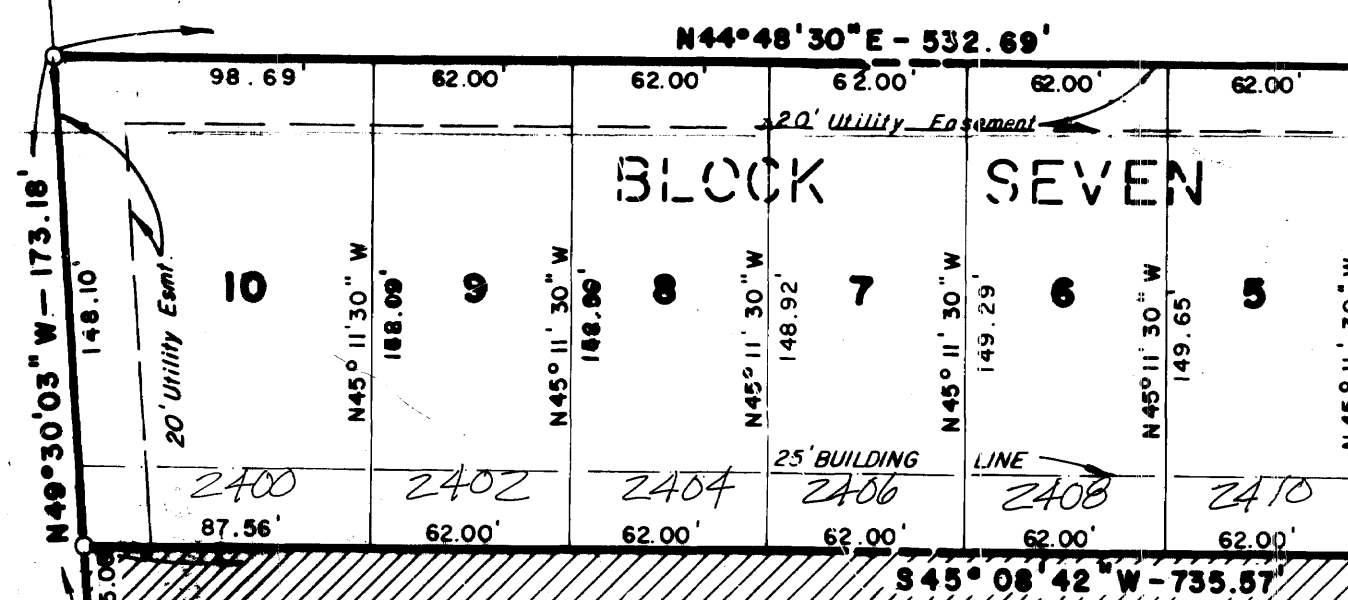 N44°48'30"E - 532.69'
98.69'
62.00'
62.00'
62.00'
62.00'
62.00'
20' Utility Easement
BLOCK SEVEN
N49°30'03"W - 173.18'
148.10'
20' Utility Esmt.
10
N45°11'30"W
9
N45°11'30"W
8
N45°11'30"W
148.92'
7
N45°11'30"W
149.29'
6
N45°11'30"W
149.65'
5
25' BUILDING LINE
2400
2402
2404
2406
2408
2410
87.56'
62.00'
62.00'
62.00'
62.00'
62.00'
S45°08'42"W - 735.57'